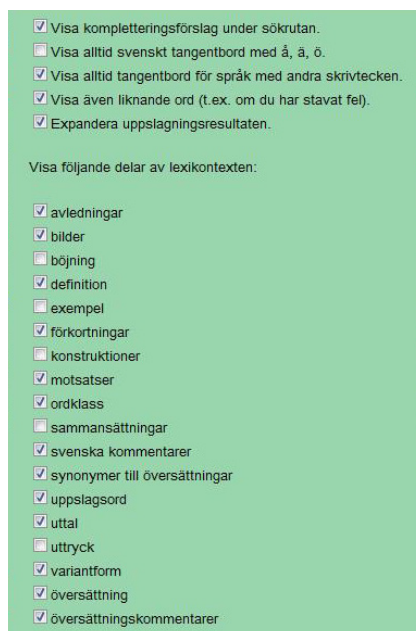 Visa kompletteringsförslag under sökrutan.
Visa alltid svenskt tangentbord med å, ä, ö.
Visa alltid tangentbord för språk med andra skrivtecken.
Visa även liknande ord (t.ex. om du har stavat fel).
Expandera uppslagningsresultaten.
Visa följande delar av lexikontexten:
avledningar
bilder
böjning
definition
exempel
förkortningar
konstruktioner
motsatser
ordklass
sammansättningar
svenska kommentarer
synonymer till översättningar
uppslagsord
uttal
uttryck
variantform
översättning
översättningskommentarer